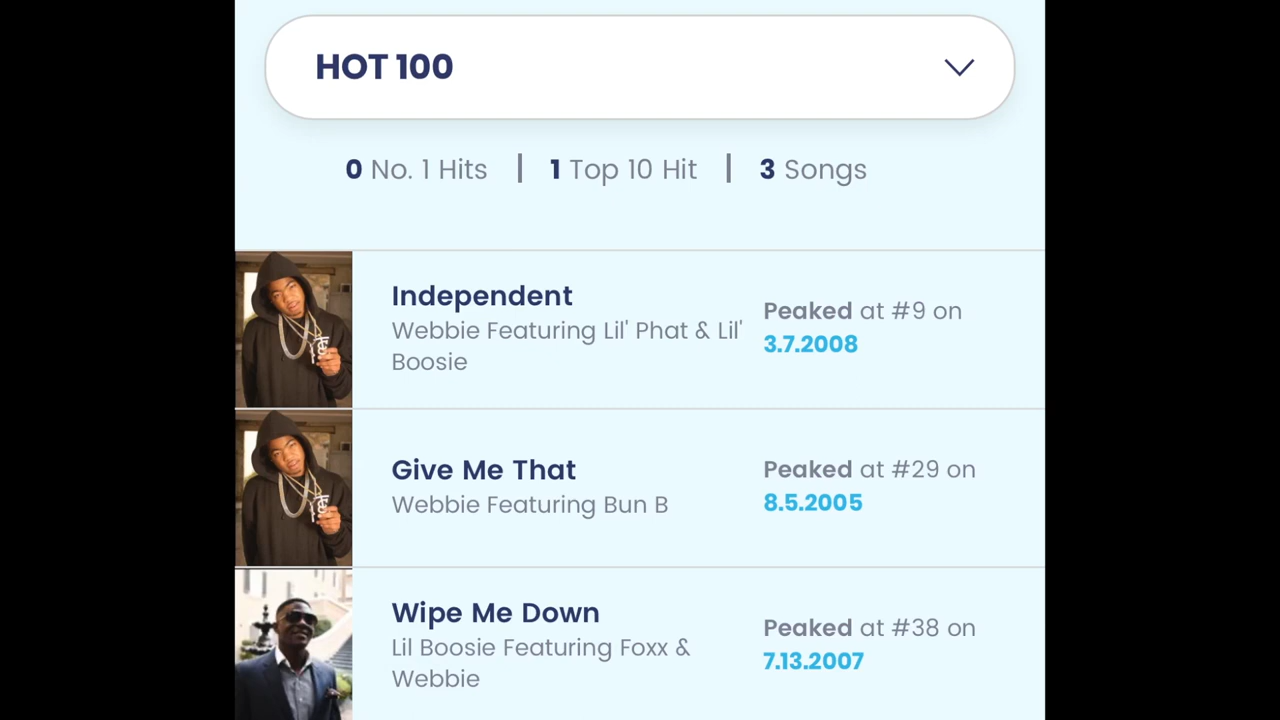 HOT 100
0 No. 1 Hits | 1 Top 10 Hit | 3 Songs
Independent
Webbie Featuring Lil' Phat & Lil'
Boosie
Peaked at #9 on
3.7.2008
Give Me That
Webbie Featuring Bun B
Peaked at #29 on
8.5.2005
Wipe Me Down
Lil Boosie Featuring Foxx &
Webbie
Peaked at #38 on
7.13.2007